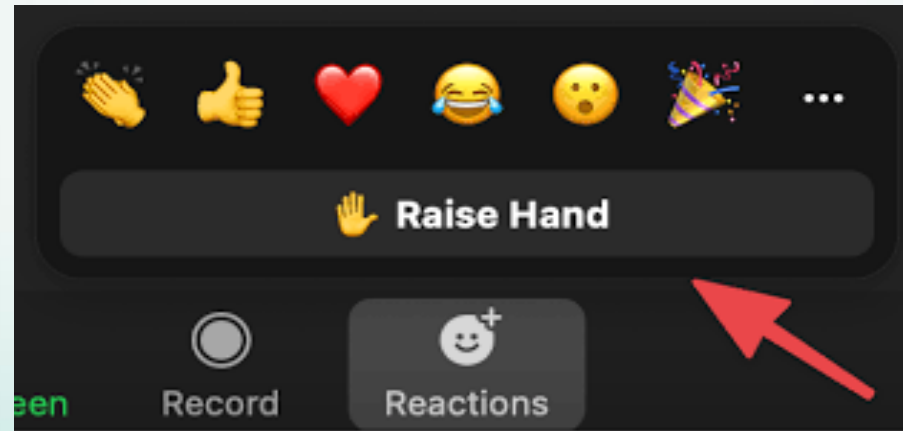 ✋ Raise Hand
een
Record
Reactions